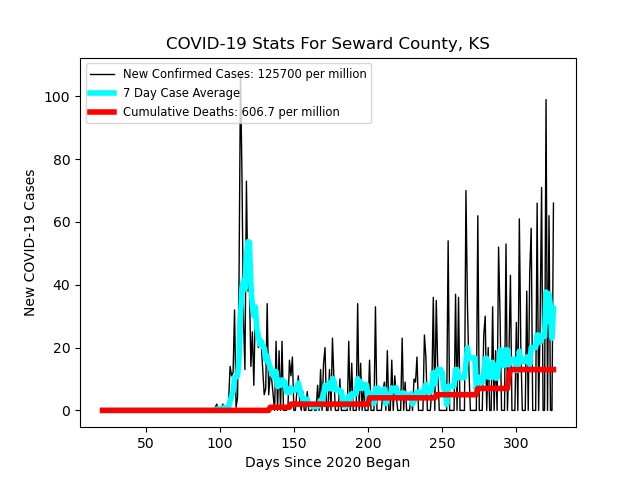 COVID-19 Stats For Seward County, KS
New Confirmed Cases: 125700 per million
7 Day Case Average
Cumulative Deaths: 606.7 per million
100
80
60
40
20
0
New COVID-19 Cases
50 100 150 200 250 300
Days Since 2020 Began